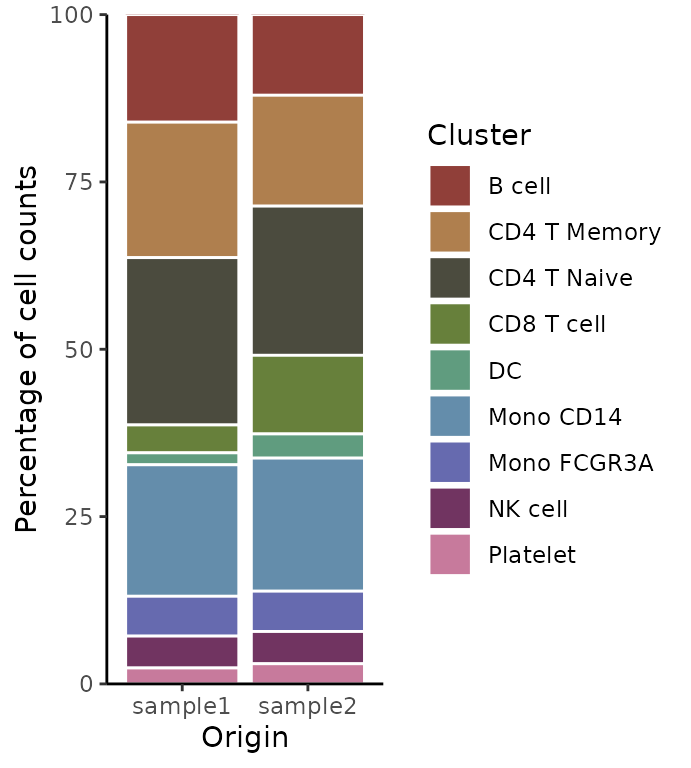 100
75
50
25
0
Percentage of cell counts
sample1
sample2
Origin
Cluster
B cell
CD4 T Memory
CD4 T Naive
CD8 T cell
DC
Mono CD14
Mono FCGR3A
NK cell
Platelet